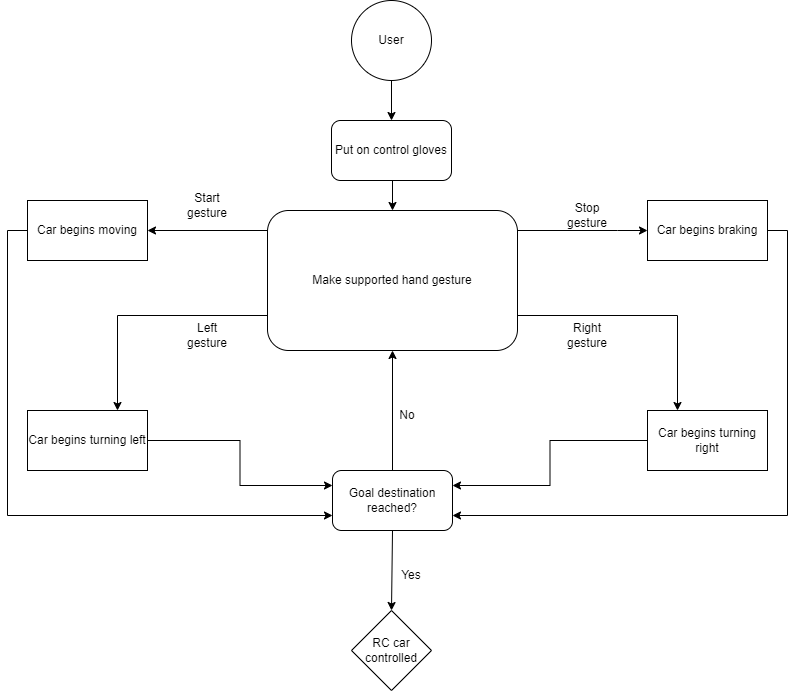 User
Put on control gloves
Start
gesture
Stop
gesture
Car begins moving
Car begins braking
Make supported hand gesture
Left
gesture
Right
gesture
No
Car begins turning left
Car begins turning
right
Goal destination
reached?
Yes
RC car
controlled